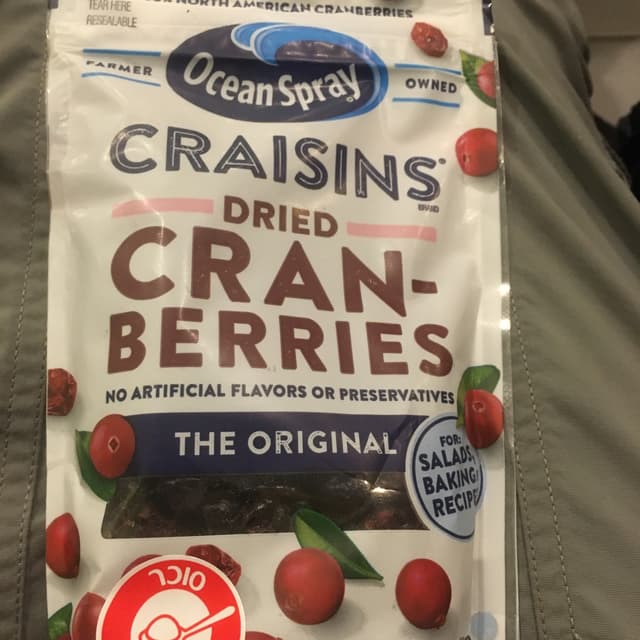 TEAR HERE
RESEALABLE
NORTH AMERICAN CRANBERRIES
FARMER
Ocean Spray
OWNED
CRAISINS®
BRAND
DRIED
CRAN-
BERRIES
NO ARTIFICIAL FLAVORS OR PRESERVATIVES
THE ORIGINAL
FOR:
SALADS,
BAKING,
RECIPE
סוכר